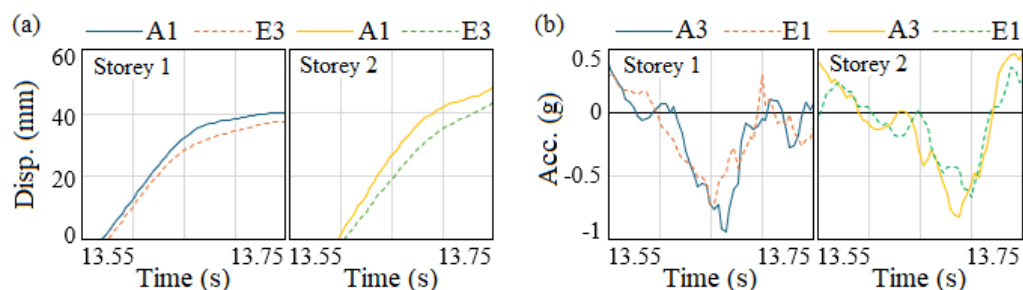 (a)
A1 E3 A1 E3
60
40
20
0
Disp. (mm)
Storey 1 Storey 2
13.55 13.75 13.55 13.75
Time (s) Time (s)
(b)
A3 E1 A3 E1
0.5
0
-0.5
-1
Acc. (g)
Storey 1 Storey 2
13.55 13.75 13.55 13.75
Time (s) Time (s)